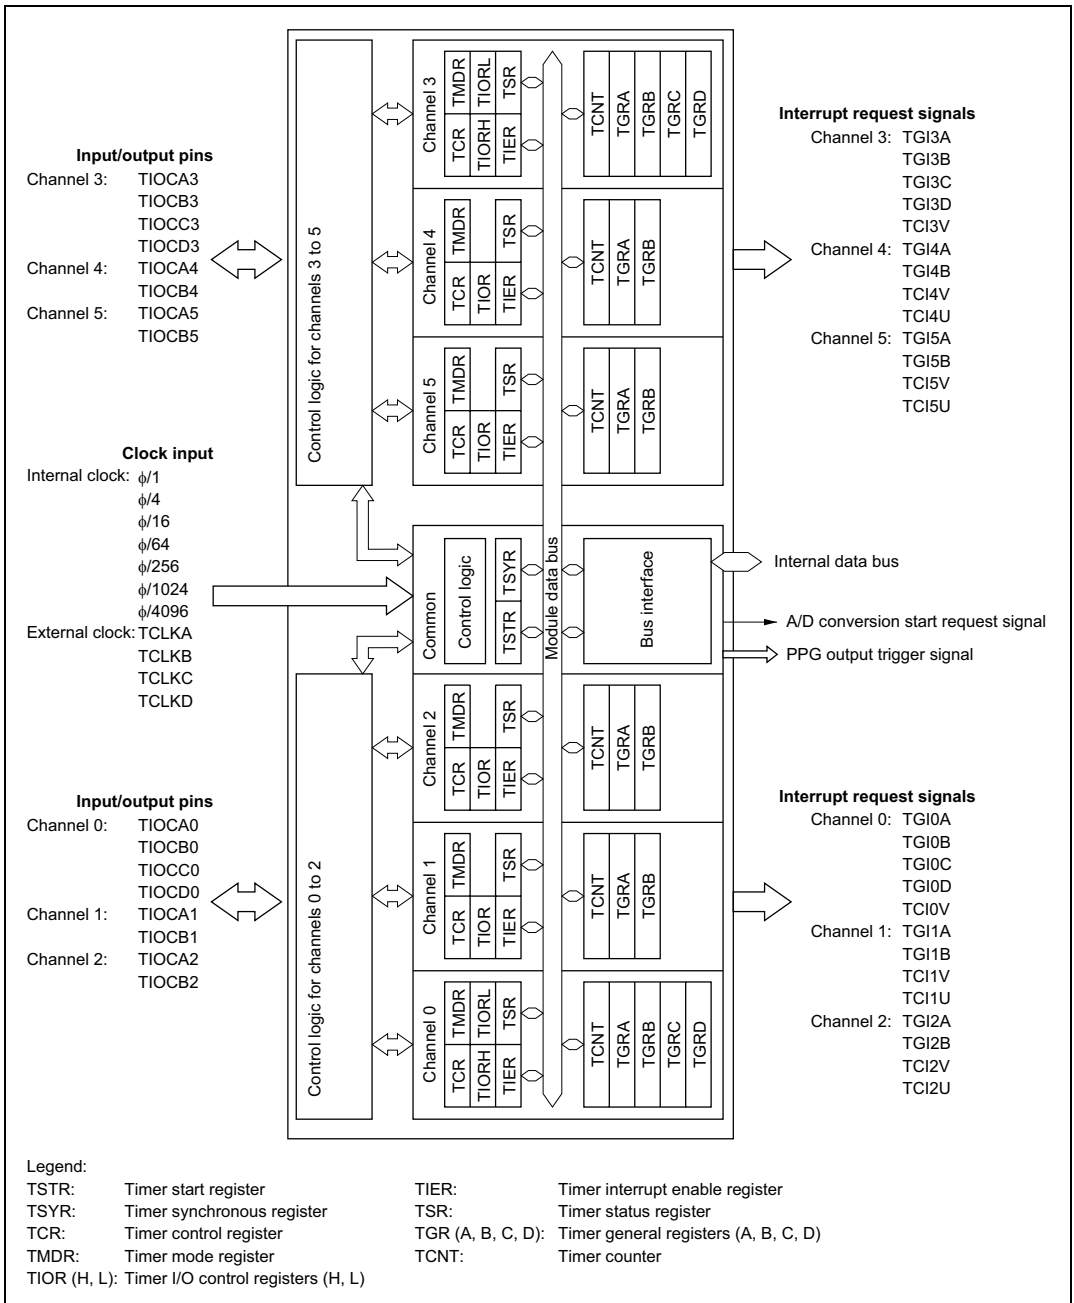 Input/output pins
Channel 3: TIOCA3
TIOCB3
TIOCC3
TIOCD3
Channel 4: TIOCA4
TIOCB4
Channel 5: TIOCA5
TIOCB5
Clock input
Internal clock: ϕ/1
ϕ/4
ϕ/16
ϕ/64
ϕ/256
ϕ/1024
ϕ/4096
External clock: TCLKA
TCLKB
TCLKC
TCLKD
Input/output pins
Channel 0: TIOCA0
TIOCB0
TIOCC0
TIOCD0
Channel 1: TIOCA1
TIOCB1
Channel 2: TIOCA2
TIOCB2
Control logic for channels 3 to 5
Control logic for channels 0 to 2
Channel 3
TCR TMDR
TIORH TIORL
TIER TSR
TCNT
TGRA
TGRB
TGRC
TGRD
Channel 4
TCR TMDR
TIOR
TIER TSR
TCNT
TGRA
TGRB
Channel 5
TCR TMDR
TIOR
TIER TSR
TCNT
TGRA
TGRB
Common
Control logic
TSTR TSYR
Module data bus
Bus interface
Channel 2
TCR TMDR
TIOR
TIER TSR
TCNT
TGRA
TGRB
Channel 1
TCR TMDR
TIOR
TIER TSR
TCNT
TGRA
TGRB
Channel 0
TCR TMDR
TIORH TIORL
TIER TSR
TCNT
TGRA
TGRB
TGRC
TGRD
Interrupt request signals
Channel 3: TGI3A
TGI3B
TGI3C
TGI3D
TCI3V
Channel 4: TGI4A
TGI4B
TCI4V
TCI4U
Channel 5: TGI5A
TGI5B
TCI5V
TCI5U
Internal data bus
A/D conversion start request signal
PPG output trigger signal
Interrupt request signals
Channel 0: TGI0A
TGI0B
TGI0C
TGI0D
TCI0V
Channel 1: TGI1A
TGI1B
TCI1V
TCI1U
Channel 2: TGI2A
TGI2B
TCI2V
TCI2U
Legend:
TSTR: Timer start register
TSYR: Timer synchronous register
TCR: Timer control register
TMDR: Timer mode register
TIOR (H, L): Timer I/O control registers (H, L)
TIER: Timer interrupt enable register
TSR: Timer status register
TGR (A, B, C, D): Timer general registers (A, B, C, D)
TCNT: Timer counter